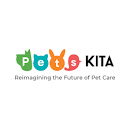 Pets KITA
Reimagining the Future of Pet Care